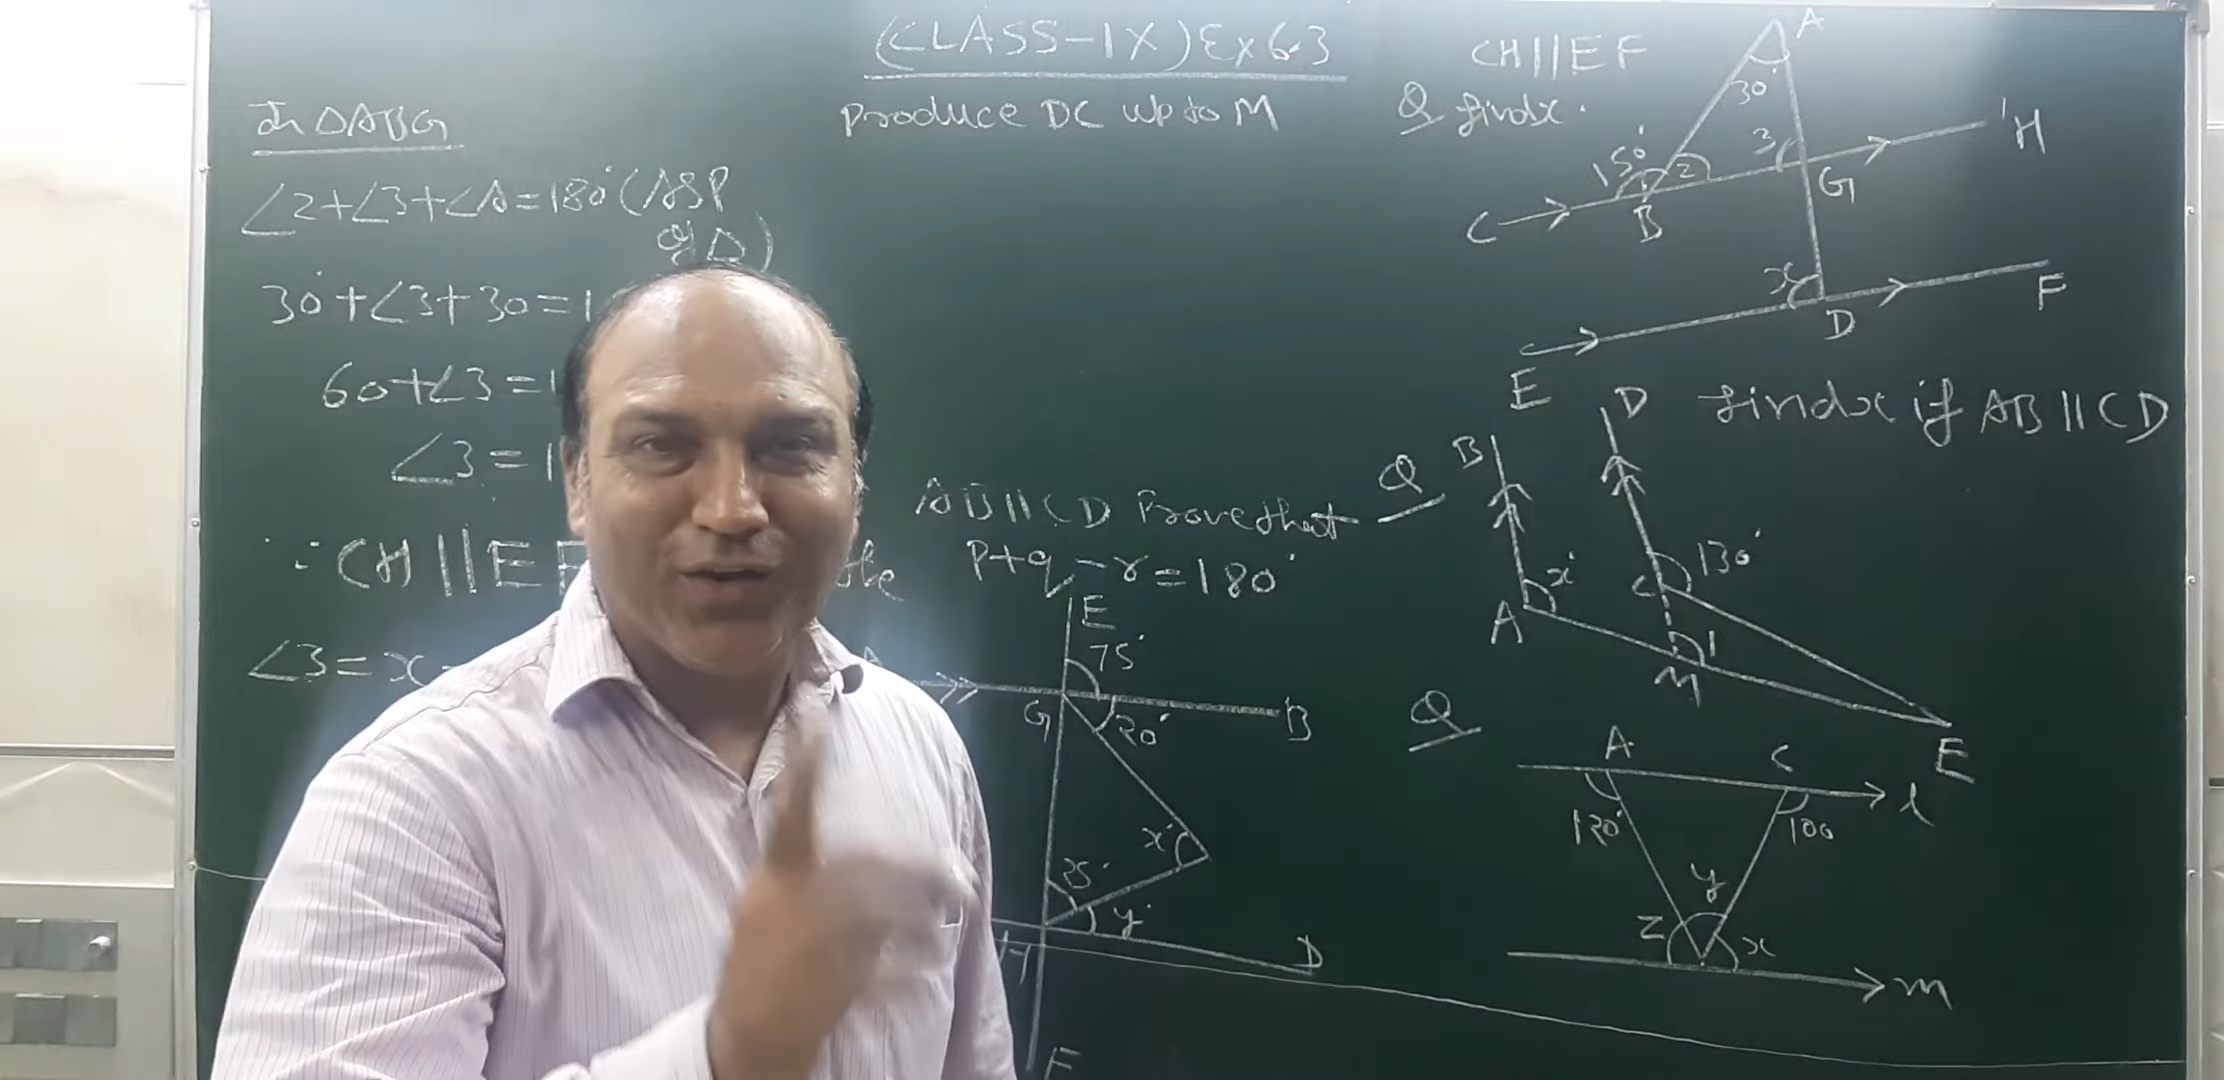 (CLASS-IX) Ex 6.3
Produce DC up to M
In △ABG
∠2+∠3+∠A=180°(ASP
of △)
30°+∠3+30=1
60+∠3=1
∠3=1
∵ CH||EF
∠3=x
CH||EF
Q find x.
A
30°
150°
1
2
3
H
G
C
B
x
D
F
E
find x if AB||CD
Q
B
D
x°
130°
C
A
1
M
E
AB||CD Prove that
p+q-r=180°
E
75°
G
B
20°
x°
25°
y°
H
D
F
Q
A
C
l
120°
100
y
z
x
m